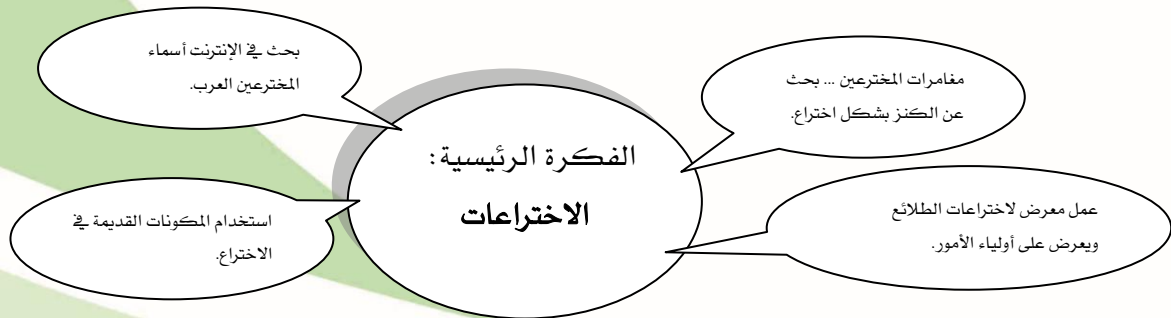 بحث في الإنترنت أسماء
المخترعين العرب.
مغامرات المخترعين ... بحث
عن الكنز بشكل اختراع.
الفكرة الرئيسية:
الاختراعات
استخدام المكونات القديمة في
الاختراع.
عمل معرض لاختراعات الطلائع
ويعرض على أولياء الأمور.